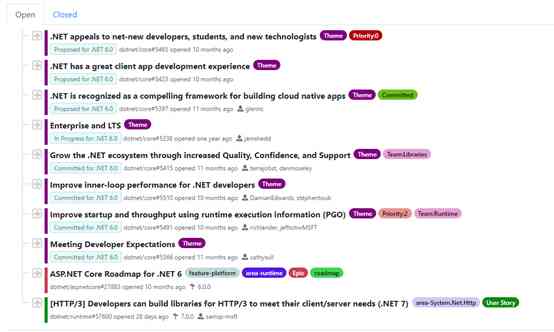 Open Closed
.NET appeals to net-new developers, students, and new technologists Theme Priority:0
Proposed for .NET 6.0 dotnet/core#5465 opened 10 months ago
.NET has a great client app development experience Theme
Proposed for .NET 6.0 dotnet/core#5423 opened 10 months ago
.NET is recognized as a compelling framework for building cloud native apps Theme Committed
Proposed for .NET 6.0 dotnet/core#5397 opened 11 months ago glennc
Enterprise and LTS Theme
In Progress for .NET 6.0 opened one year ago jamshedd
Grow the .NET ecosystem through increased Quality, Confidence, and Support Theme Team:Libraries
Committed for .NET 6.0 dotnet/core#5415 opened 11 months ago terrajobst, danmoseley
Improve inner-loop performance for .NET developers Theme
Committed for .NET 6.0 dotnet/core#5510 opened 10 months ago DamianEdwards, stephentoub
Improve startup and throughput using runtime execution information (PGO) Theme Priority:2 Team:Runtime
Committed for .NET 6.0 dotnet/core#5491 opened 10 months ago richlander, jeffschwMSFT
Meeting Developer Expectations Theme
Committed for .NET 6.0 opened 11 months ago cathysull
ASP.NET Core Roadmap for .NET 6 feature-platform area-runtime Epic roadmap
dotnet/aspnetcore#27883 opened 10 months ago 6.0.0
[HTTP/3] Developers can build libraries for HTTP/3 to meet their client/server needs (.NET 7) area-System.Net.Http User Story
dotnet/runtime#57600 opened 28 days ago 7.0.0 samsp-msft